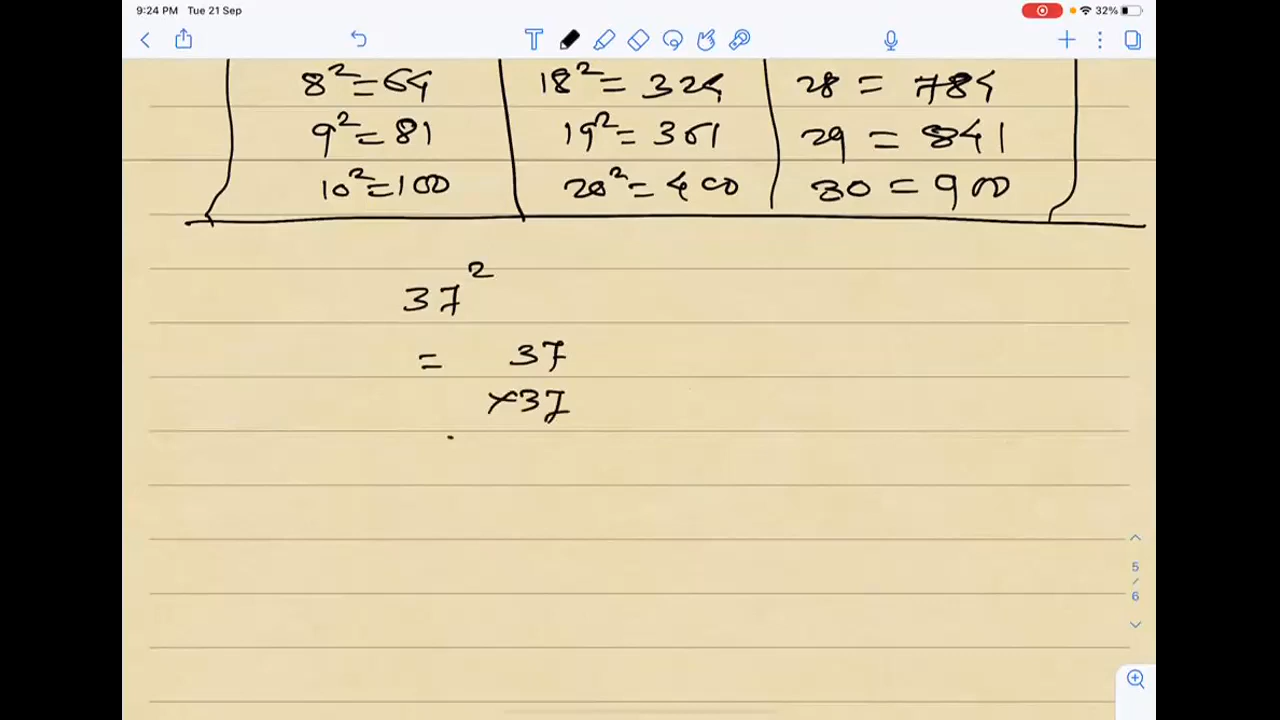 9:24 PM Tue 21 Sep 32%
8²=64 18²=324 28=784
9²=81 19²=361 29=841
10²=100 20²=400 30=900
37²
= 37
×37
5
/
6